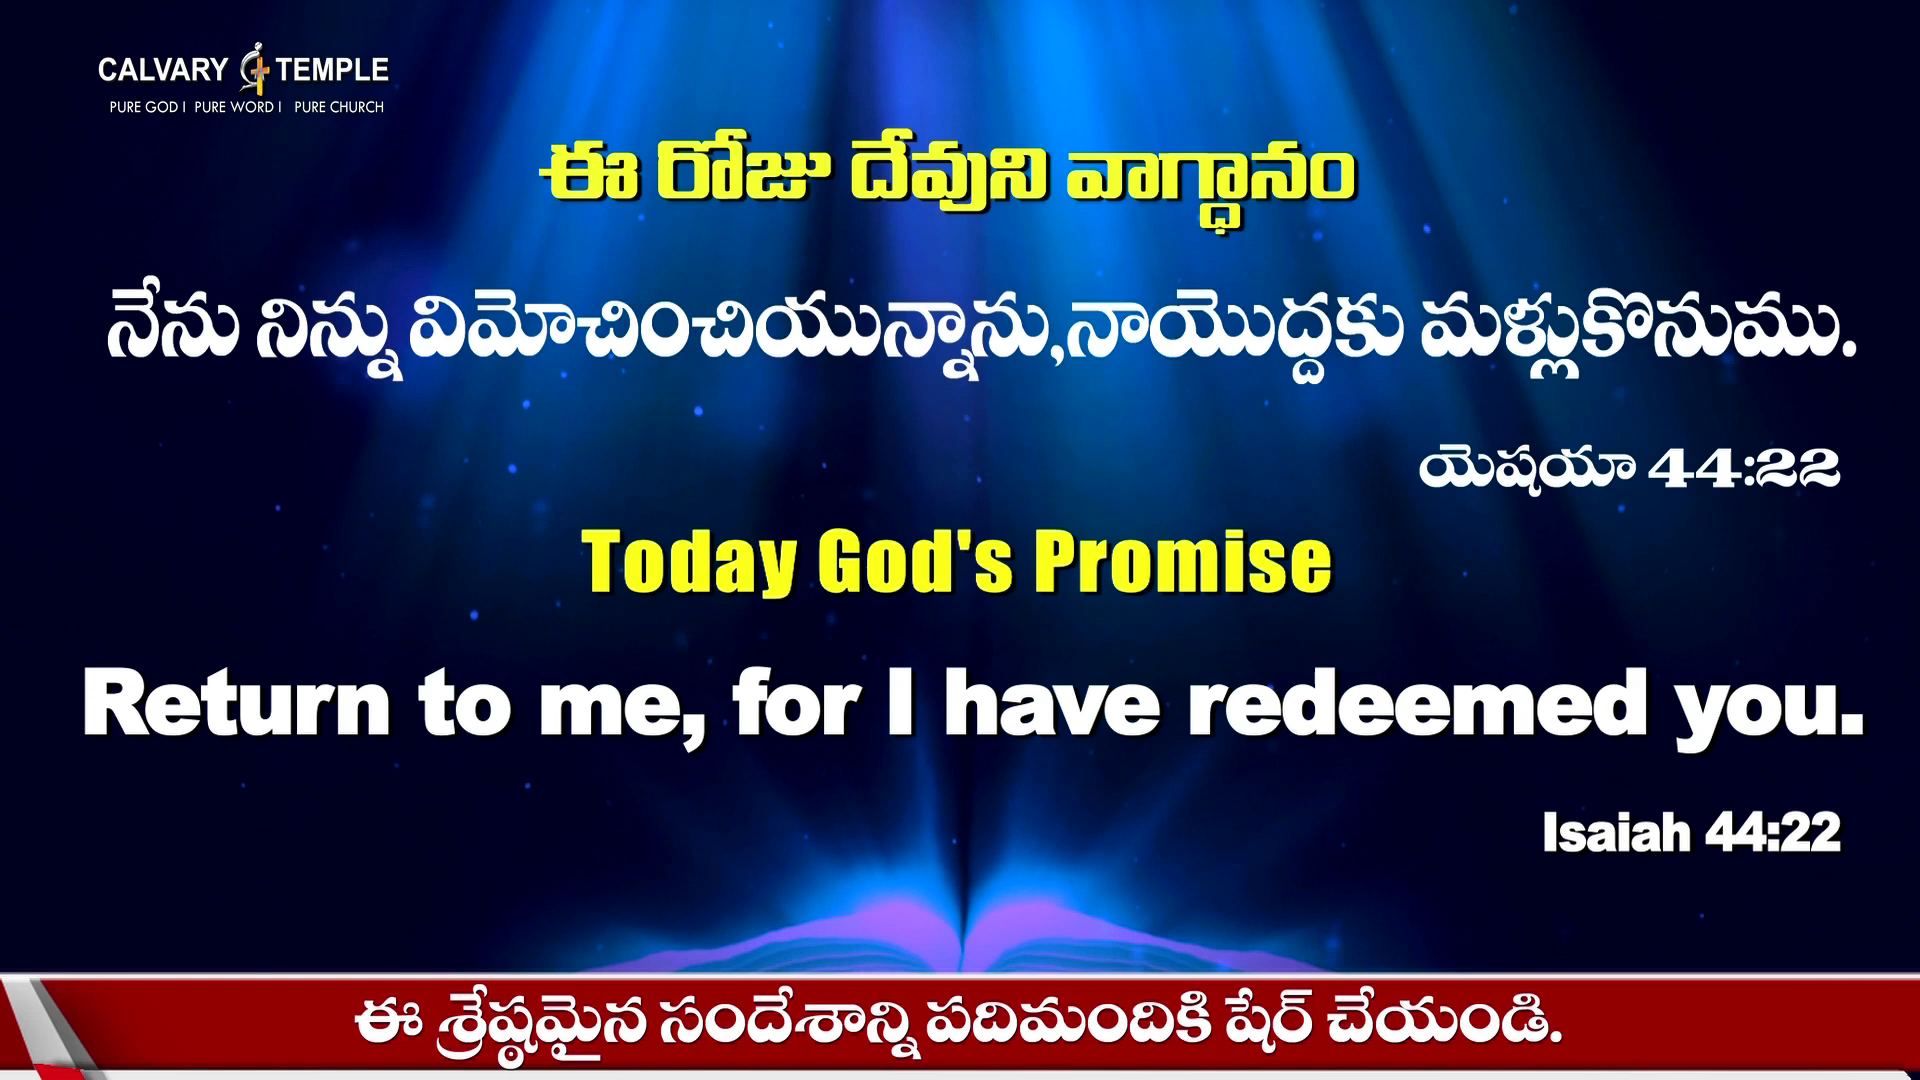 CALVARY TEMPLE
PURE GOD I PURE WORD I PURE CHURCH
ఈ రోజు దేవుని వాగ్ధానం
నేను నిన్ను విమోచించియున్నాను,నాయొద్దకు మళ్లుకొనుము.
యెషయా 44:22
Today God's Promise
Return to me, for I have redeemed you.
Isaiah 44:22
ఈ శ్రేష్ఠమైన సందేశాన్ని పదిమందికి షేర్ చేయండి.